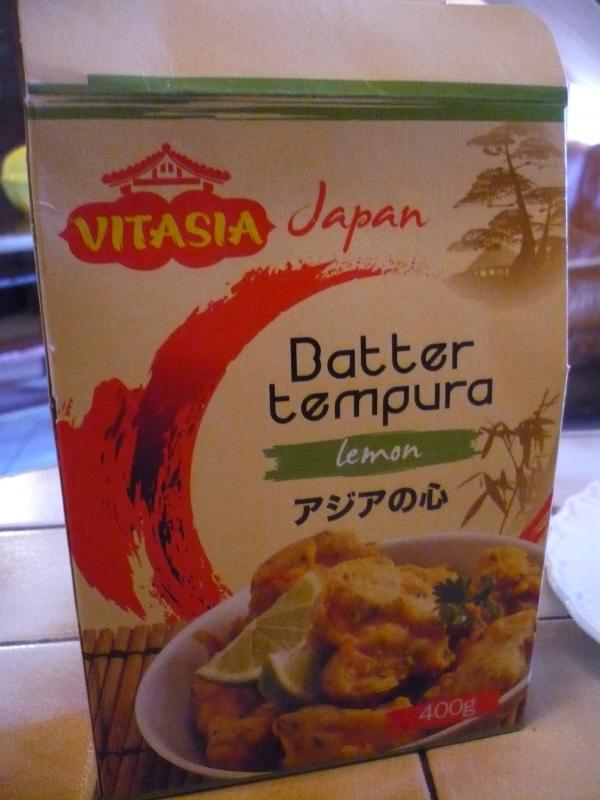 VITASIA Japan
Batter
tempura
lemon
アジアの心
400g